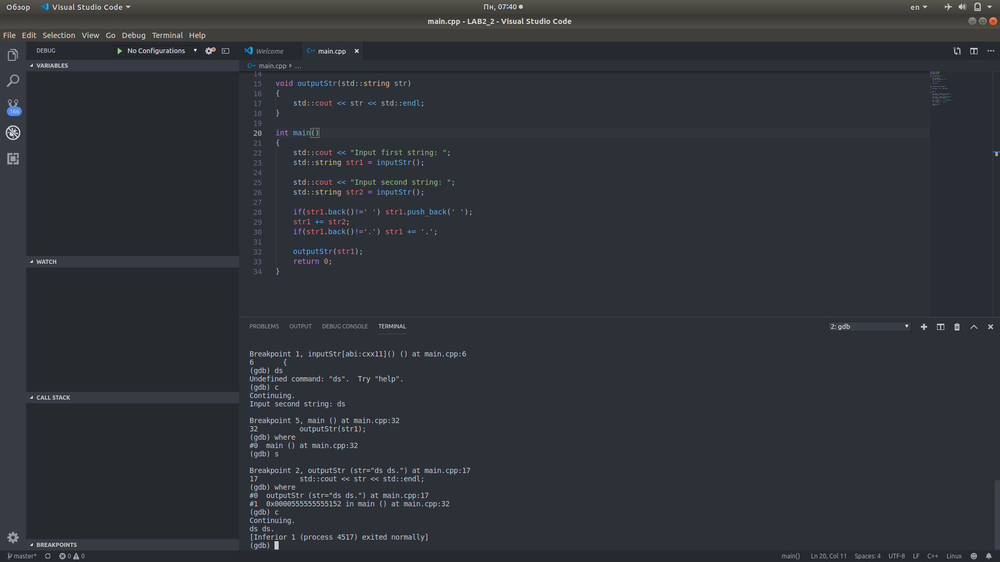 Обзор Visual Studio Code Пн, 07:40 en
main.cpp - LAB2_2 - Visual Studio Code
File Edit Selection View Go Debug Terminal Help
DEBUG No Configurations Welcome main.cpp
VARIABLES
main.cpp ...
14
15 void outputStr(std::string str)
16 {
17 std::cout << str << std::endl;
18 }
19
20 int main()
21 {
22 std::cout << "Input first string: ";
23 std::string str1 = inputStr();
24
25 std::cout << "Input second string: ";
26 std::string str2 = inputStr();
27
28 if(str1.back()!=' ') str1.push_back(' ');
29 str1 += str2;
30 if(str1.back()!='.') str1 += '.';
31
32 outputStr(str1);
33 return 0;
34 }
166
WATCH
CALL STACK
BREAKPOINTS
PROBLEMS OUTPUT DEBUG CONSOLE TERMINAL 2: gdb
Breakpoint 1, inputStr[abi:cxx11]() () at main.cpp:6
6 {
(gdb) ds
Undefined command: "ds". Try "help".
(gdb) c
Continuing.
Input second string: ds
Breakpoint 5, main () at main.cpp:32
32 outputStr(str1);
(gdb) where
#0 main () at main.cpp:32
(gdb) s
Breakpoint 2, outputStr (str="ds ds.") at main.cpp:17
17 std::cout << str << std::endl;
(gdb) where
#0 outputStr (str="ds ds.") at main.cpp:17
#1 0x0000555555555152 in main () at main.cpp:32
(gdb) c
Continuing.
ds ds.
[Inferior 1 (process 4517) exited normally]
(gdb)
master* 0 0 main() Ln 20, Col 11 Spaces: 4 UTF-8 LF C++ Linux